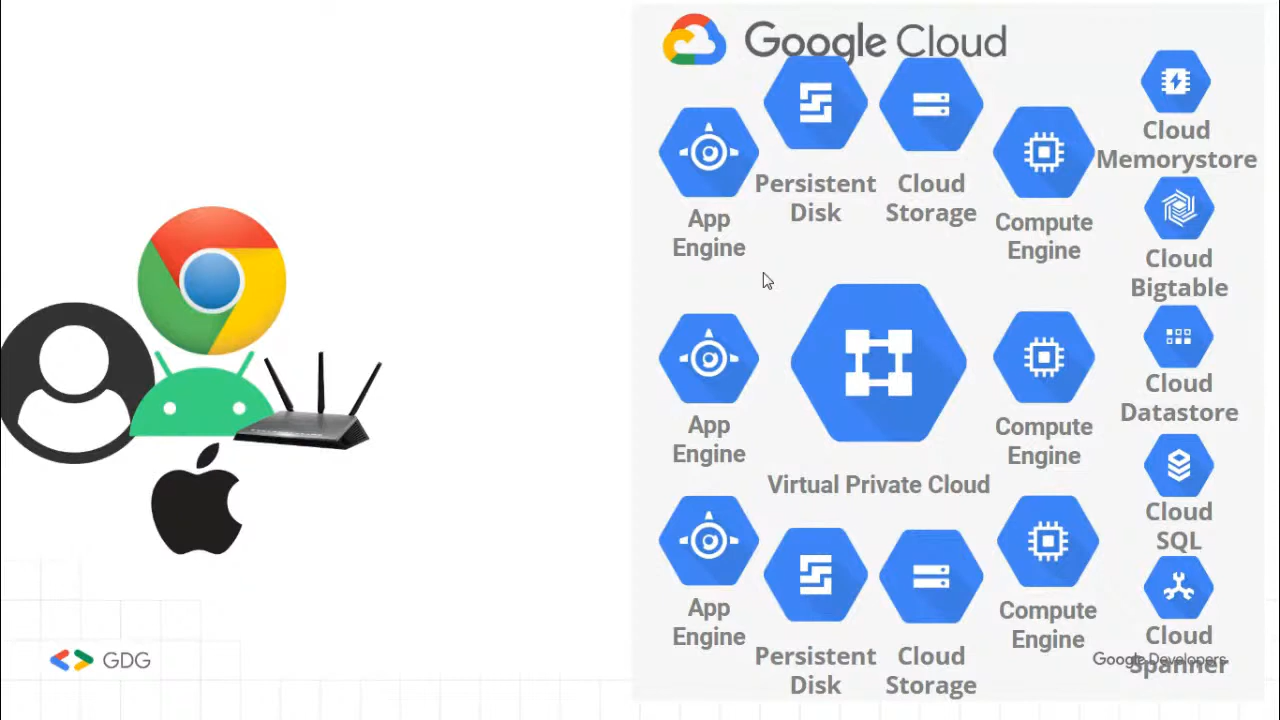 Google Cloud
App
Engine
Persistent
Disk
Cloud
Storage
Compute
Engine
Cloud
Memorystore
Cloud
Bigtable
App
Engine
Virtual Private Cloud
Compute
Engine
Cloud
Datastore
Cloud
SQL
App
Engine
Persistent
Disk
Cloud
Storage
Compute
Engine
Cloud
Spanner
GDG
Google Developers